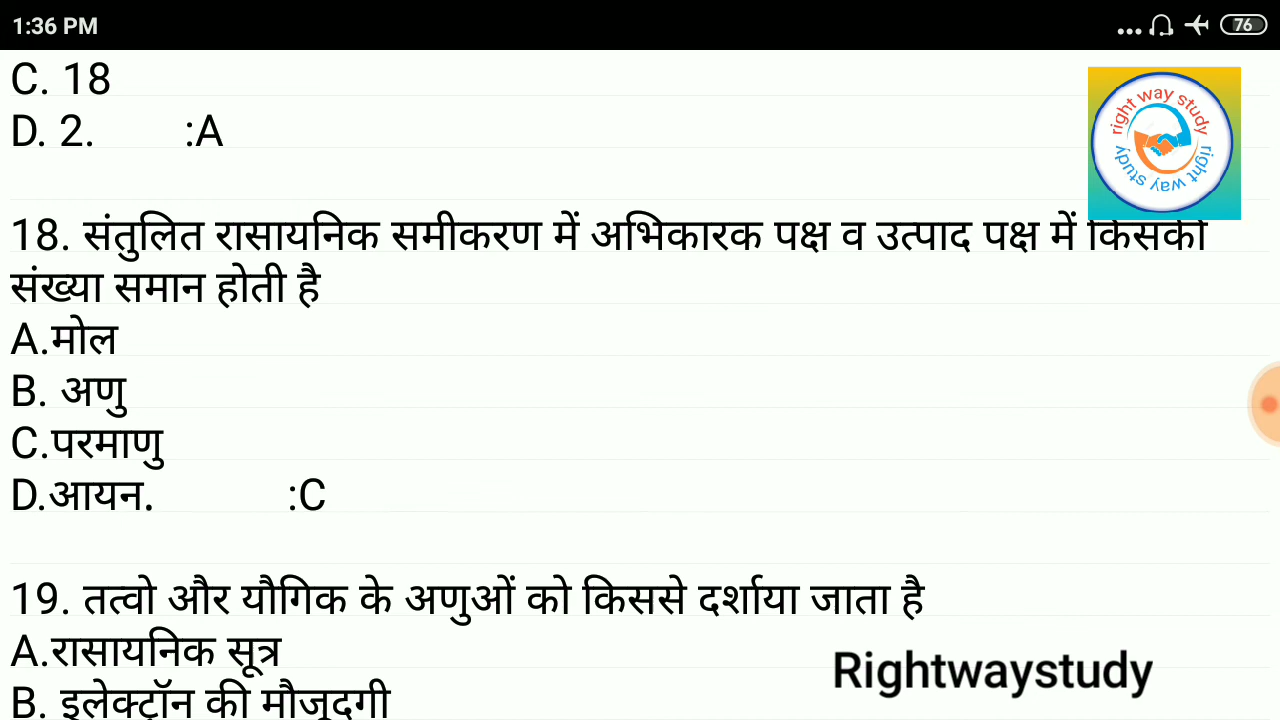 1:36 PM
76
C. 18
D. 2. :A
right way study
right way study
18. संतुलित रासायनिक समीकरण में अभिकारक पक्ष व उत्पाद पक्ष में किसकी
संख्या समान होती है
A.मोल
B. अणु
C.परमाणु
D.आयन. :C
19. तत्वो और यौगिक के अणुओं को किससे दर्शाया जाता है
A.रासायनिक सूत्र
B. इलेक्ट्रॉन की मौजूदगी
Rightwaystudy